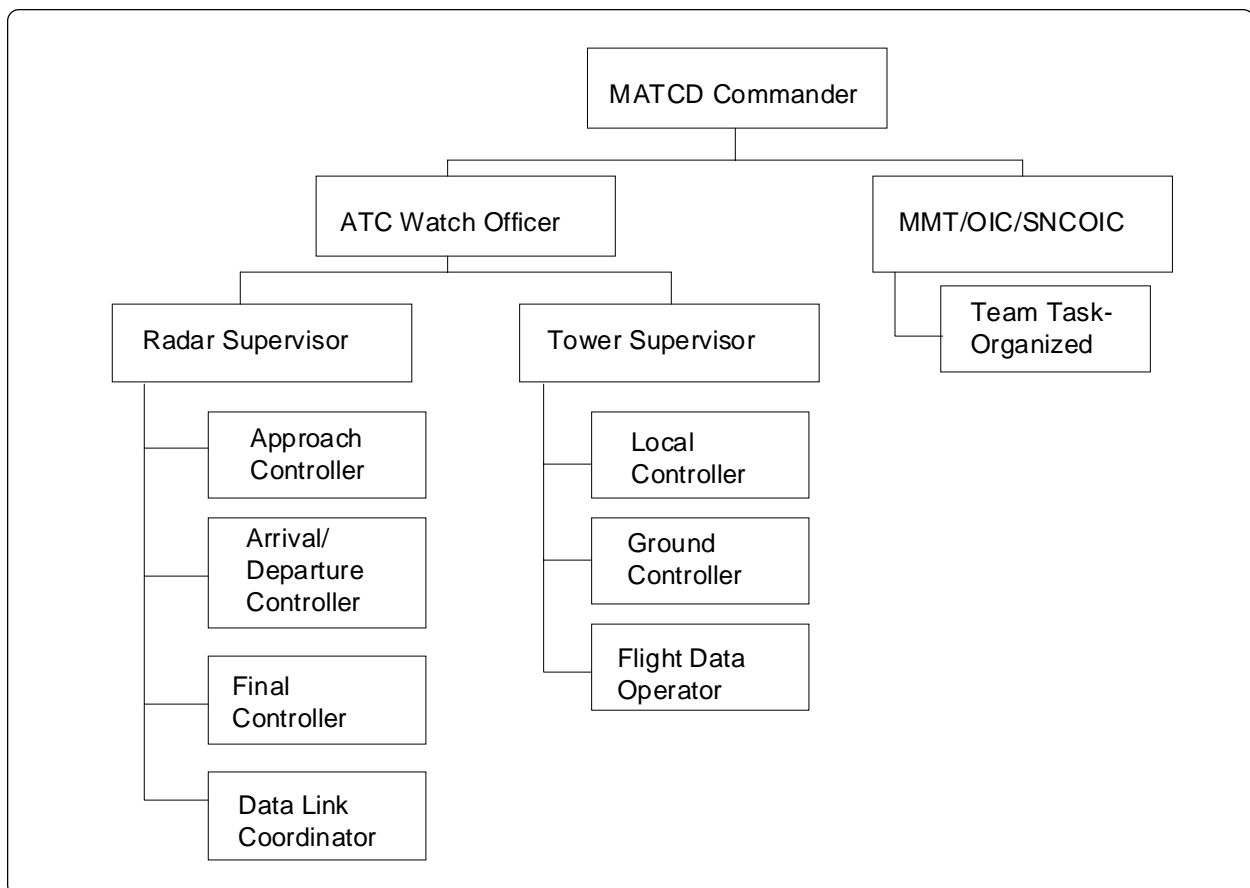 MATCD Commander
ATC Watch Officer
MMT/OIC/SNCOIC
Radar Supervisor
Tower Supervisor
Team Task-
Organized
Approach
Controller
Arrival/
Departure
Controller
Final
Controller
Data Link
Coordinator
Local
Controller
Ground
Controller
Flight Data
Operator